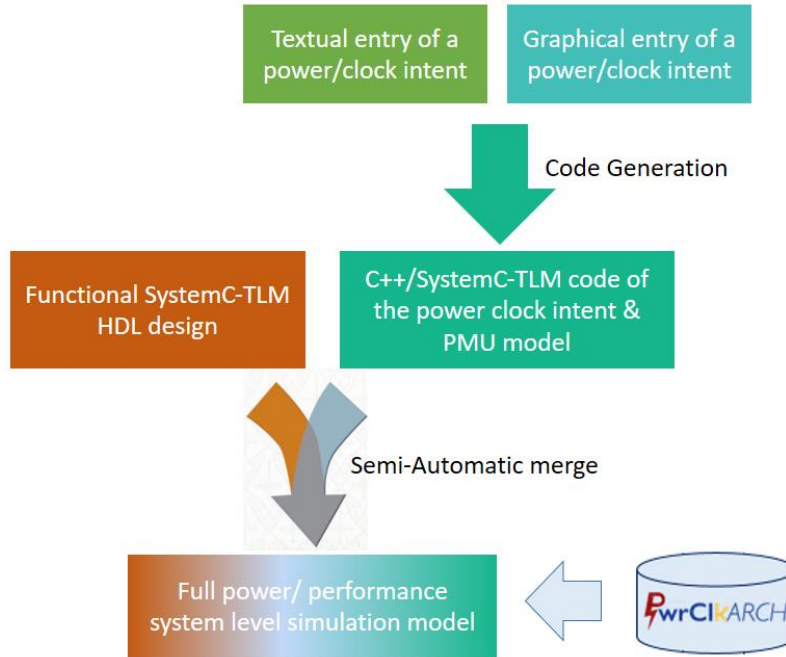 Textual entry of a
power/clock intent
Graphical entry of a
power/clock intent
Code Generation
Functional SystemC-TLM
HDL design
C++/SystemC-TLM code of
the power clock intent &
PMU model
Semi-Automatic merge
Full power/ performance
system level simulation model
PwrClkARCH